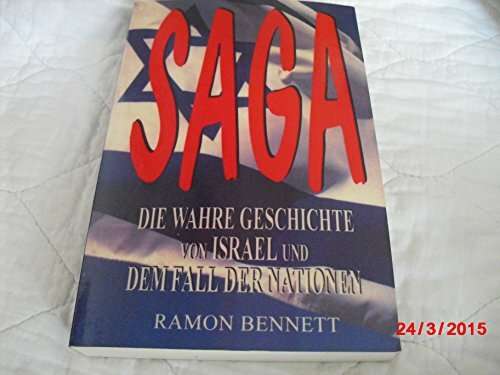 SAGA
DIE WAHRE GESCHICHTE
VON ISRAEL UND
DEM FALL DER NATIONEN
RAMON BENNETT
24/3/2015